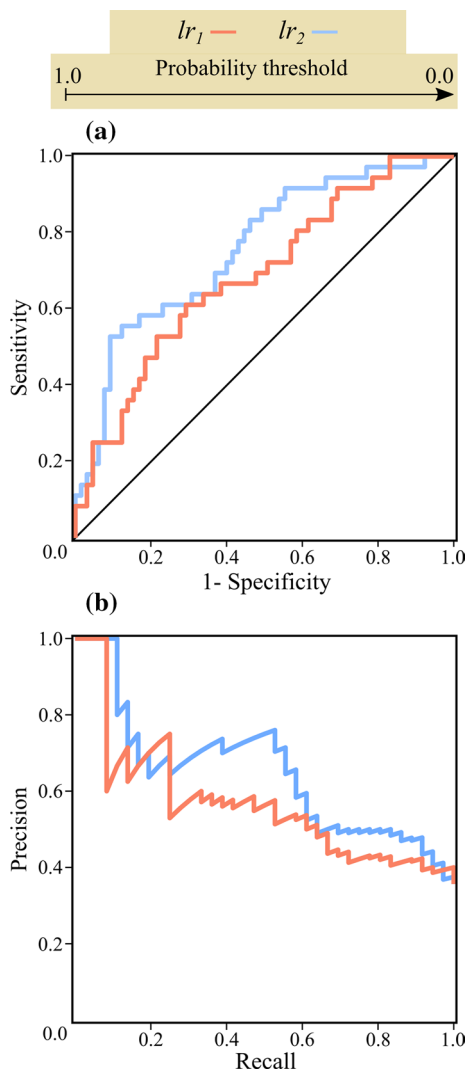 lr1 lr2
Probability threshold
1.0 0.0
(a)
1.0
0.8
0.6
0.4
0.2
0.0
Sensitivity
0.2 0.4 0.6 0.8 1.0
1- Specificity
(b)
1.0
0.8
0.6
0.4
0.2
0.0
Precision
0.2 0.4 0.6 0.8 1.0
Recall